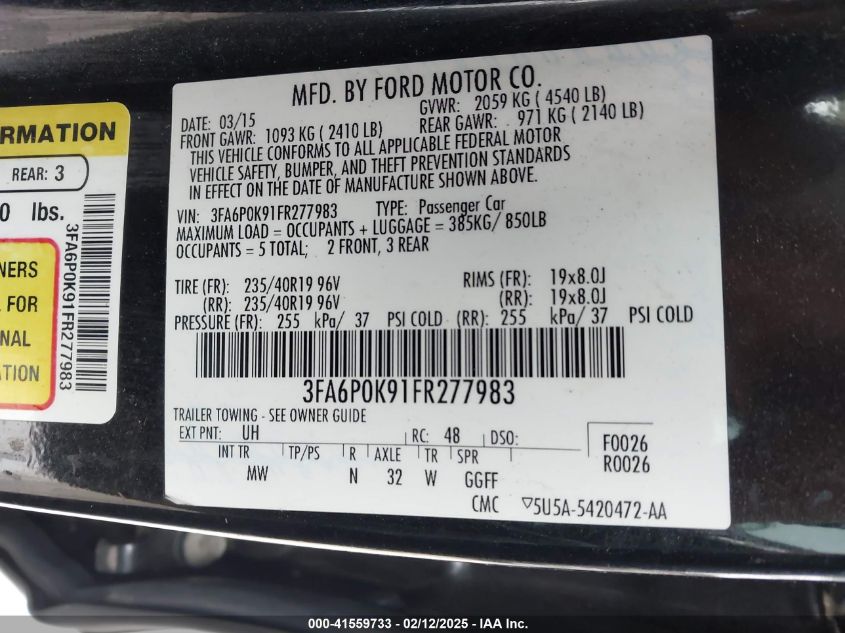 MFD. BY FORD MOTOR CO.
DATE: 03/15 GVWR: 2059 KG ( 4540 LB)
FRONT GAWR: 1093 KG ( 2410 LB) REAR GAWR: 971 KG ( 2140 LB)
THIS VEHICLE CONFORMS TO ALL APPLICABLE FEDERAL MOTOR
VEHICLE SAFETY, BUMPER, AND THEFT PREVENTION STANDARDS
IN EFFECT ON THE DATE OF MANUFACTURE SHOWN ABOVE.
VIN: 3FA6P0K91FR277983 TYPE: Passenger Car
MAXIMUM LOAD = OCCUPANTS + LUGGAGE = 385KG/ 850LB
OCCUPANTS = 5 TOTAL; 2 FRONT, 3 REAR
TIRE (FR): 235/40R19 96V RIMS (FR): 19x8.0J
(RR): 235/40R19 96V (RR): 19x8.0J
PRESSURE (FR): 255 kPa/ 37 PSI COLD (RR): 255 kPa/ 37 PSI COLD
3FA6P0K91FR277983
TRAILER TOWING - SEE OWNER GUIDE
EXT PNT: UH RC: 48 DSO:
INT TR TP/PS R AXLE TR SPR
MW N 32 W GGFF
F0026
R0026
CMC ▽5U5A-5420472-AA
RMATION
REAR: 3
0 lbs.
NERS
L FOR
NAL
ATION
3FA6P0K91FR277983
000-41559733 - 02/12/2025 - IAA Inc.